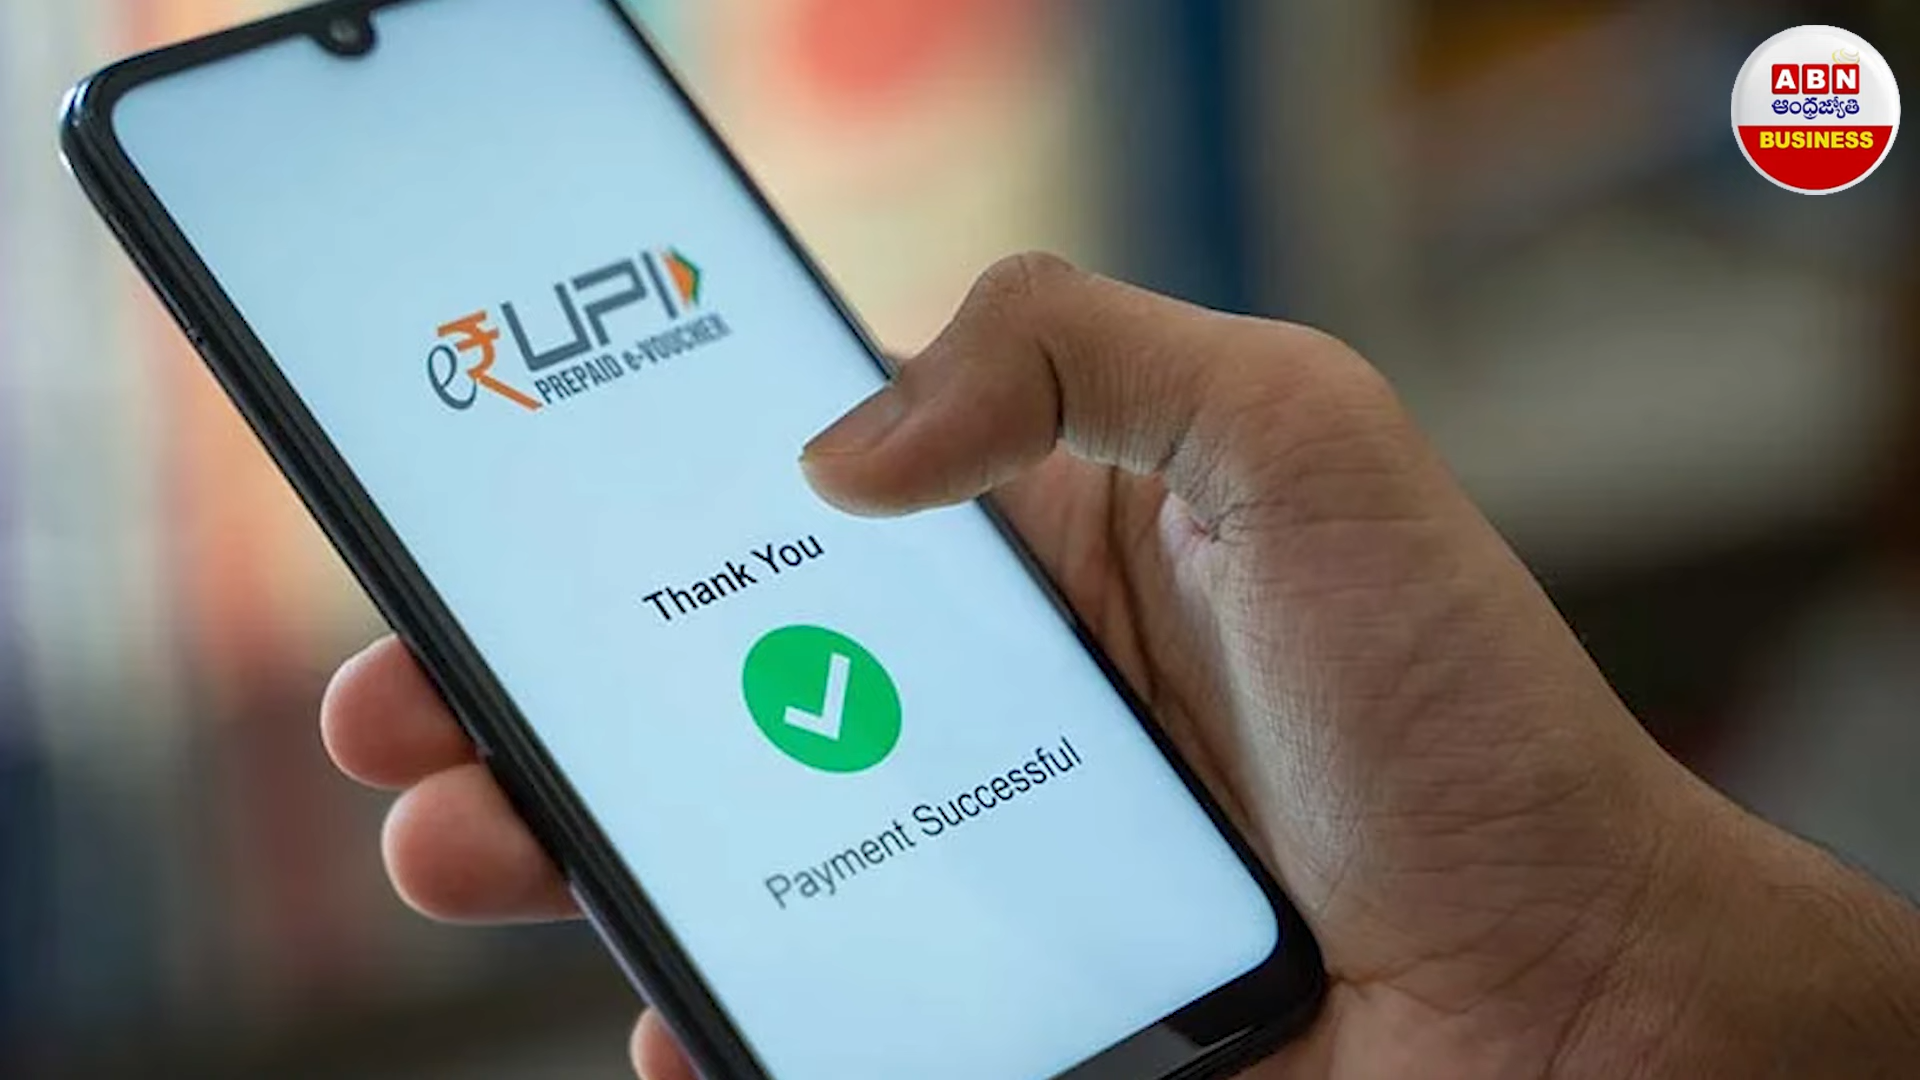 e₹ UPI
PREPAID e-VOUCHER
Thank You
Payment Successful
ABN
ఆంధ్రజ్యోతి
BUSINESS